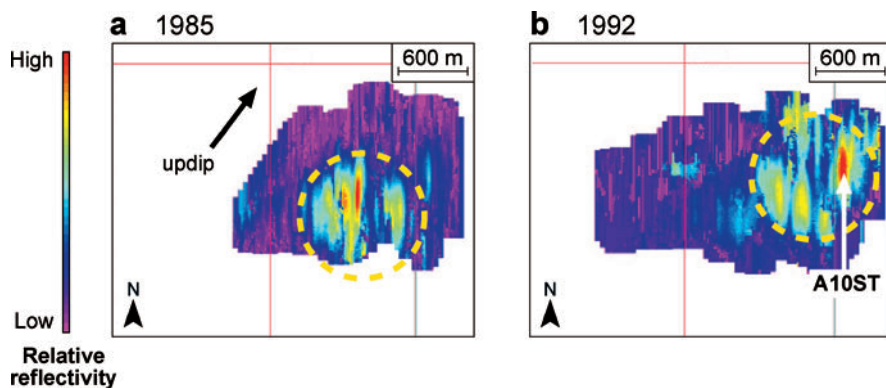 a 1985
b 1992
High
600 m
600 m
updip
N
N
A10ST
Low
Relative
reflectivity